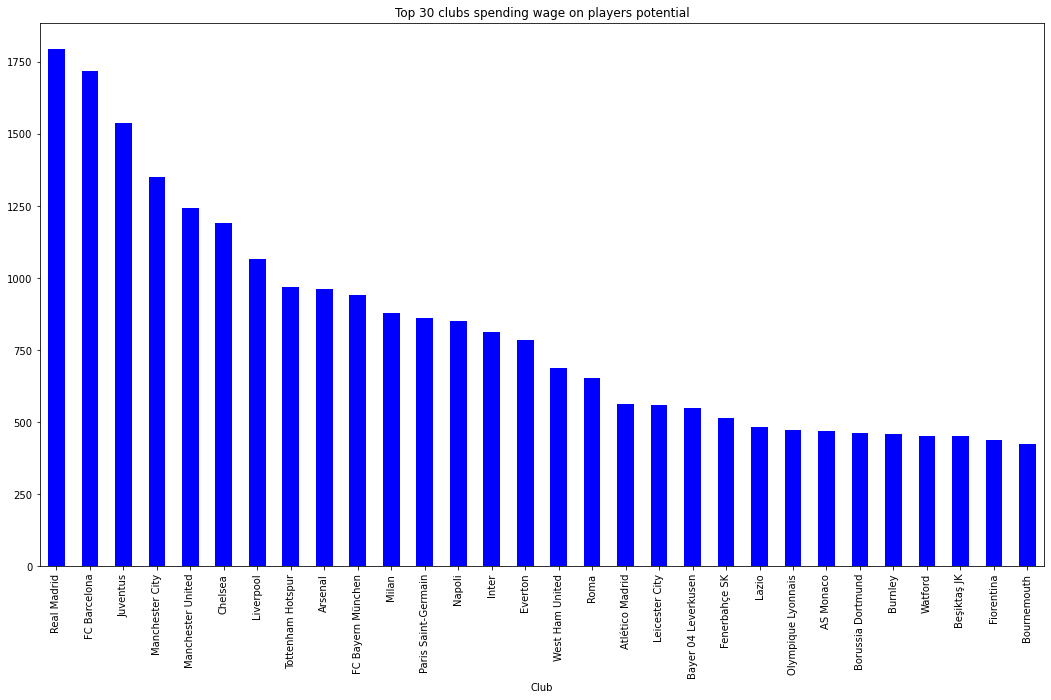 Top 30 clubs spending wage on players potential
1750
1500
1250
1000
750
500
250
0
Real Madrid
FC Barcelona
Juventus
Manchester City
Manchester United
Chelsea
Liverpool
Tottenham Hotspur
Arsenal
FC Bayern München
Milan
Paris Saint-Germain
Napoli
Inter
Everton
West Ham United
Roma
Atlético Madrid
Leicester City
Bayer 04 Leverkusen
Fenerbahçe SK
Lazio
Olympique Lyonnais
AS Monaco
Borussia Dortmund
Burnley
Watford
Beşiktaş JK
Fiorentina
Bournemouth
Club